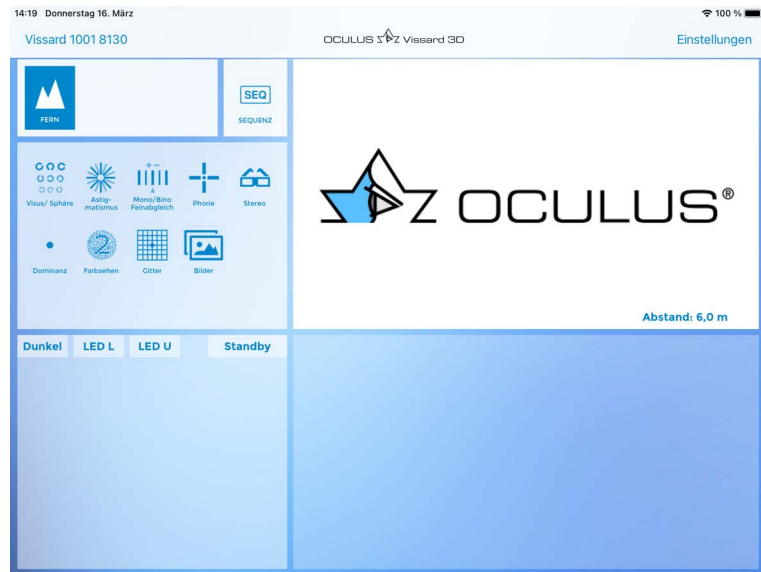 14:19 Donnerstag 16. März
100 %
Vissard 1001 8130
OCULUS Vissard 3D
Einstellungen
FERN
SEQ
SEQUENZ
Visus/ Sphäre
Astig-
matismus
Mono/Bino
Feinabgleich
Phorie
Stereo
2
Dominanz
Farbsehen
Gitter
Bilder
OCULUS®
Abstand: 6,0 m
Dunkel
LED L
LED U
Standby